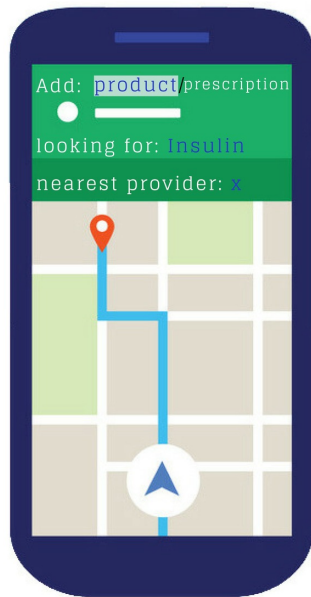 Add: product/prescription
looking for: Insulin
nearest provider: x